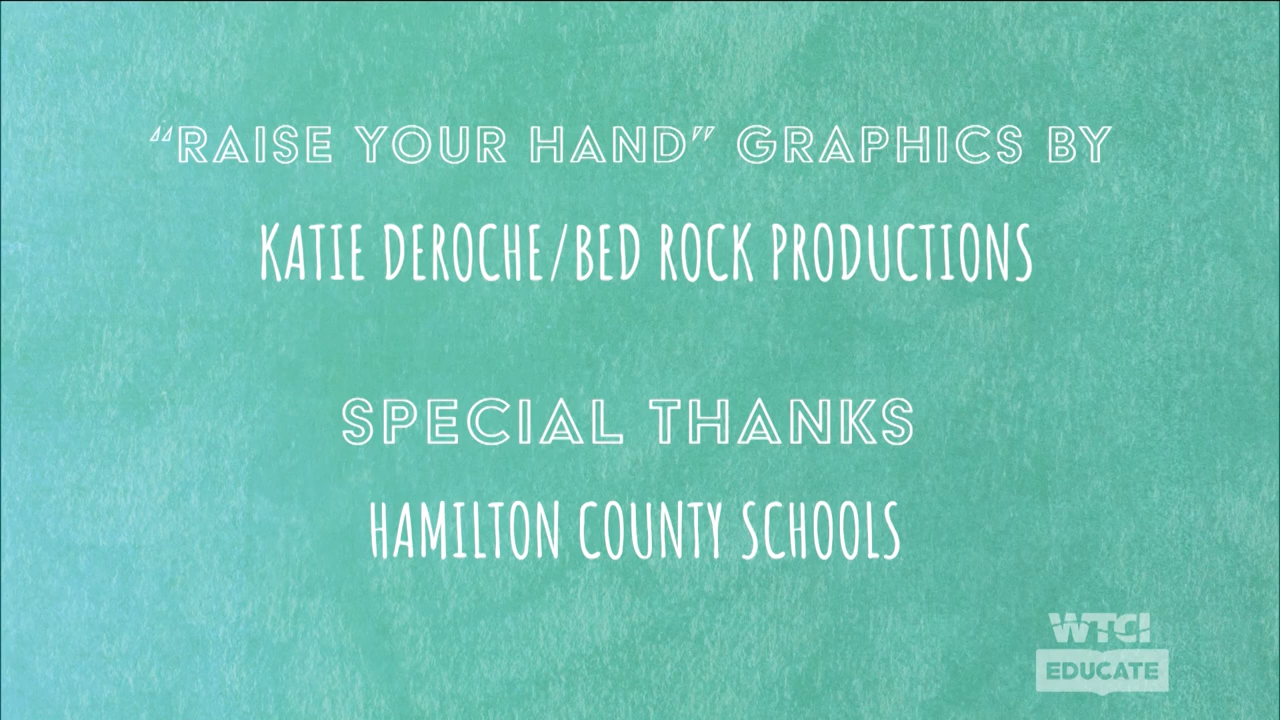 “RAISE YOUR HAND” GRAPHICS BY
KATIE DEROCHE/BED ROCK PRODUCTIONS
SPECIAL THANKS
HAMILTON COUNTY SCHOOLS
WTCI
EDUCATE